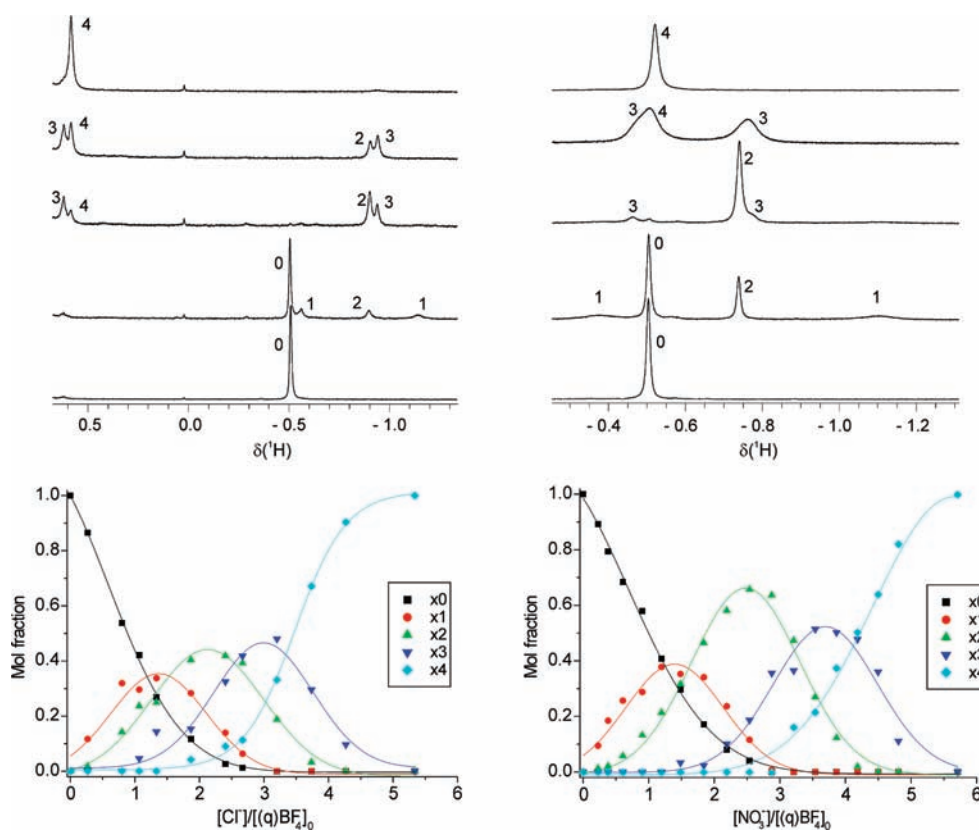 4
3 4
2 3
3 4
2 3
0
1 2 1
0
0.5 0.0 - 0.5 - 1.0
δ(¹H)
4
3 4
3
2
3
0
1 2 1
0
- 0.4 - 0.6 - 0.8 - 1.0 - 1.2
δ(¹H)
1.0
0.8
0.6
0.4
0.2
0.0
Mol fraction
x0
x1
x2
x3
x4
0 1 2 3 4 5 6
[Cl⁻]/[(q)BF₄⁻]₀
1.0
0.8
0.6
0.4
0.2
0.0
Mol fraction
x0
x1
x2
x3
x4
0 1 2 3 4 5 6
[NO₃⁻]/[(q)BF₄⁻]₀